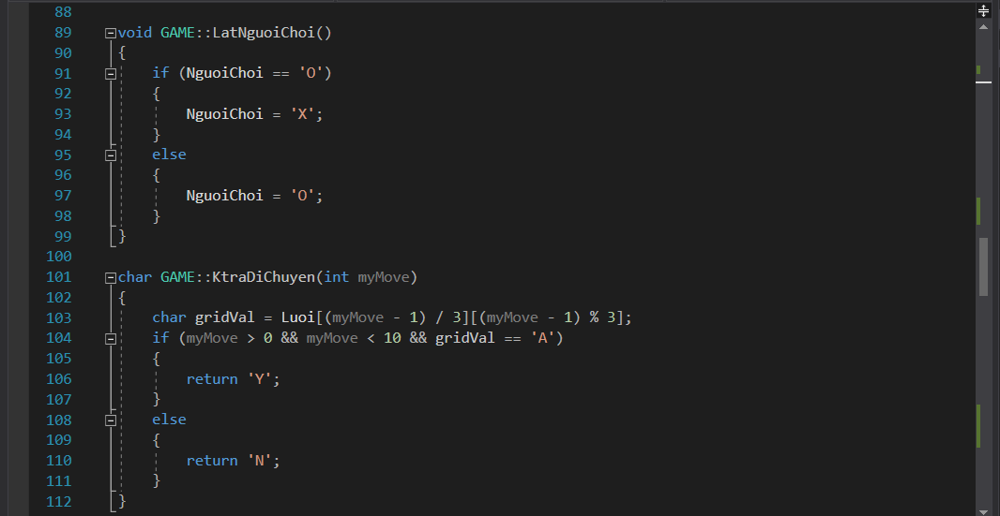 88
89 void GAME::LatNguoiChoi()
90 {
91 if (NguoiChoi == 'O')
92 {
93 NguoiChoi = 'X';
94 }
95 else
96 {
97 NguoiChoi = 'O';
98 }
99 }
100
101 char GAME::KtraDiChuyen(int myMove)
102 {
103 char gridVal = Luoi[(myMove - 1) / 3][(myMove - 1) % 3];
104 if (myMove > 0 && myMove < 10 && gridVal == 'A')
105 {
106 return 'Y';
107 }
108 else
109 {
110 return 'N';
111 }
112 }